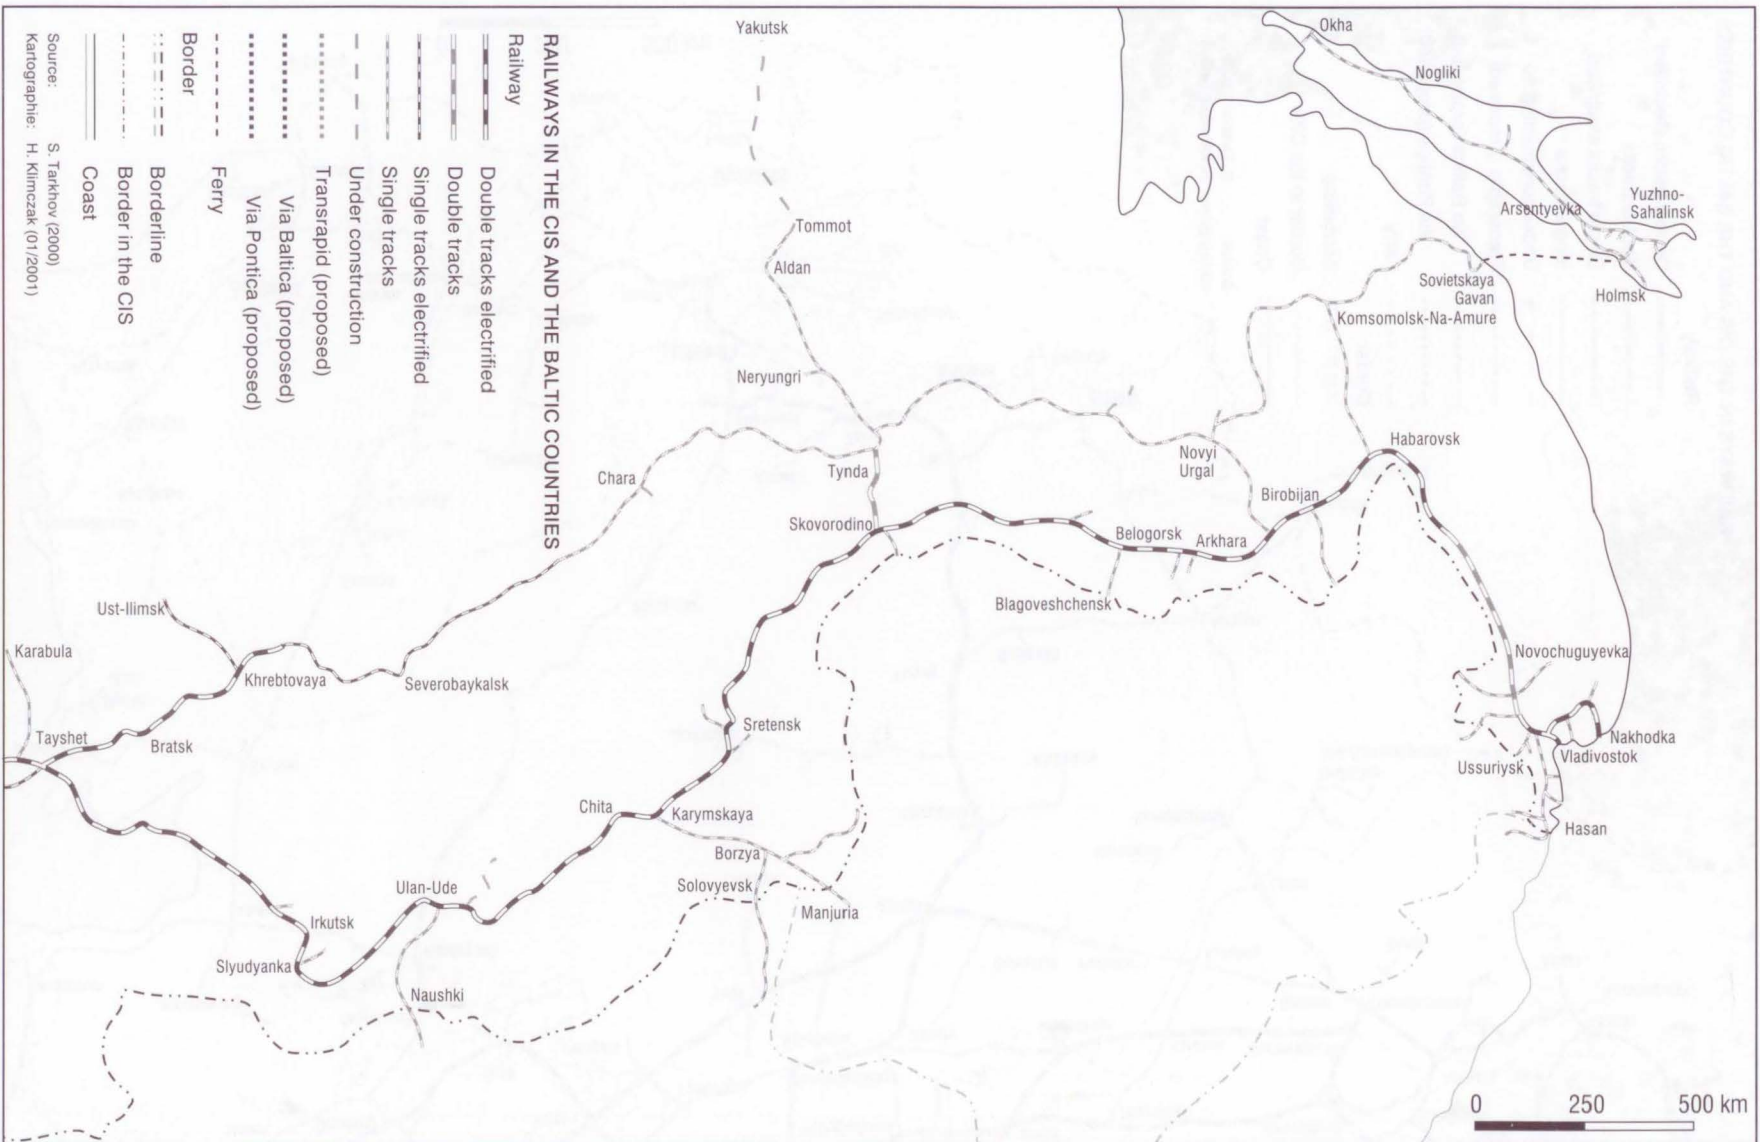 RAILWAYS IN THE CIS AND THE BALTIC COUNTRIES
Railway
Double tracks electrified
Double tracks
Single tracks electrified
Single tracks
Under construction
Transrapid (proposed)
Via Baltica (proposed)
Via Pontica (proposed)
Ferry
Border
Borderline
Border in the CIS
Coast
Source: S. Tarkhov (2000)
Kartographie: H. Klimczak (01/2001)
Yakutsk
Okha
Nogliki
Yuzhno-
Sahalinsk
Arsentyevka
Tommot
Aldan
Sovietskaya
Gavan
Holmsk
Komsomolsk-Na-Amure
Neryungri
Habarovsk
Novyi
Urgal
Tynda
Chara
Birobijan
Skovorodino
Belogorsk
Arkhara
Blagoveshchensk
Ust-Ilimsk
Karabula
Khrebtovaya
Severobaykalsk
Novochuguyevka
Sretensk
Tayshet
Bratsk
Nakhodka
Vladivostok
Ussuriysk
Chita
Karymskaya
Hasan
Borzya
Solovyevsk
Manjuria
Ulan-Ude
Irkutsk
Slyudyanka
Naushki
0 250 500 km